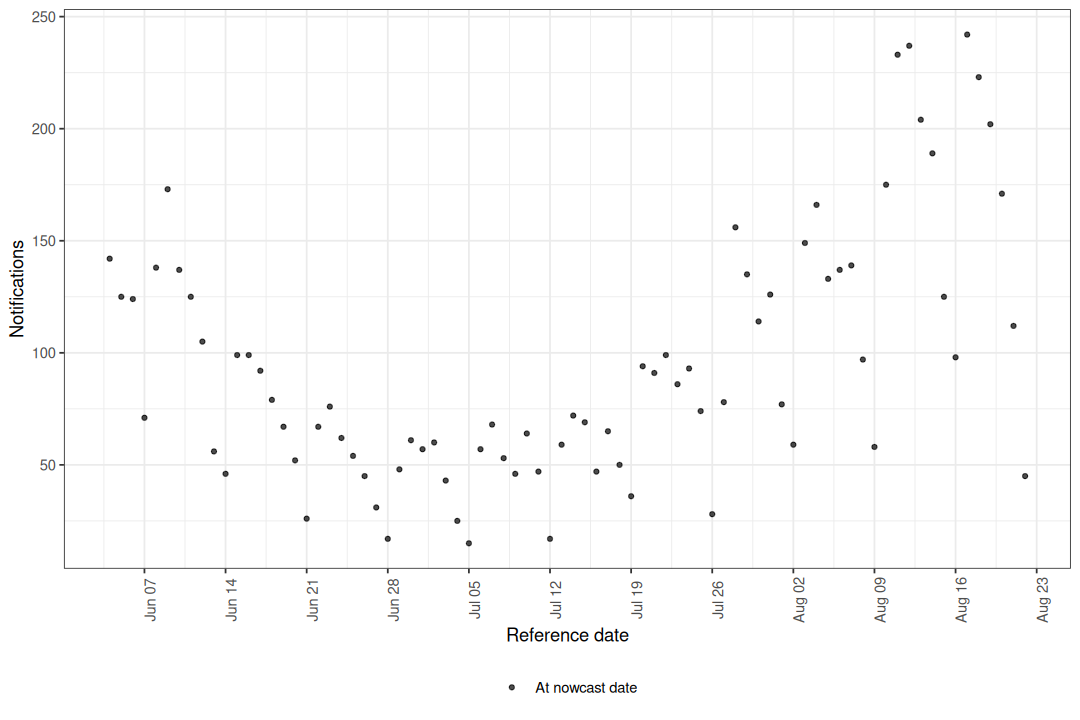 250
200
150
100
50
Notifications
Jun 07
Jun 14
Jun 21
Jun 28
Jul 05
Jul 12
Jul 19
Jul 26
Aug 02
Aug 09
Aug 16
Aug 23
Reference date
At nowcast date